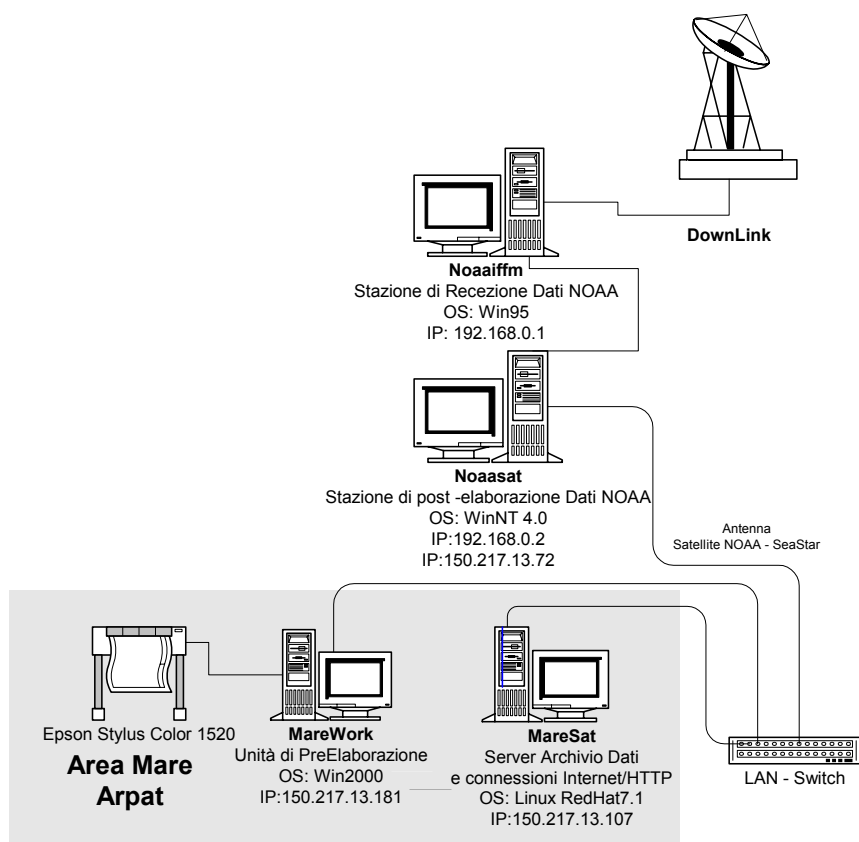 DownLink
Noaaiffm
Stazione di Recezione Dati NOAA
OS: Win95
IP: 192.168.0.1
Noaasat
Stazione di post -elaborazione Dati NOAA
OS: WinNT 4.0
IP:192.168.0.2
IP:150.217.13.72
Antenna
Satellite NOAA - SeaStar
Epson Stylus Color 1520
Area Mare
Arpat
MareWork
Unità di PreElaborazione
OS: Win2000
IP:150.217.13.181
MareSat
Server Archivio Dati
e connessioni Internet/HTTP
OS: Linux RedHat7.1
IP:150.217.13.107
LAN - Switch